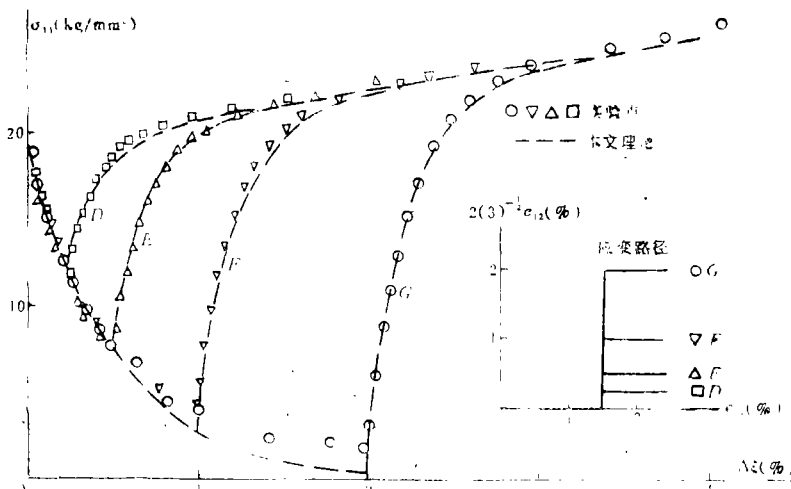 σ₁₁(kg/mm²)
20
10
D
E
F
G
○ ▽ △ □ 实验点
--- 本文理论
2(3)^{-1/2}e₁₂(%)
应变路径
2
1
○ G
▽ F
△ E
□ D
(%)
Δξ(%)